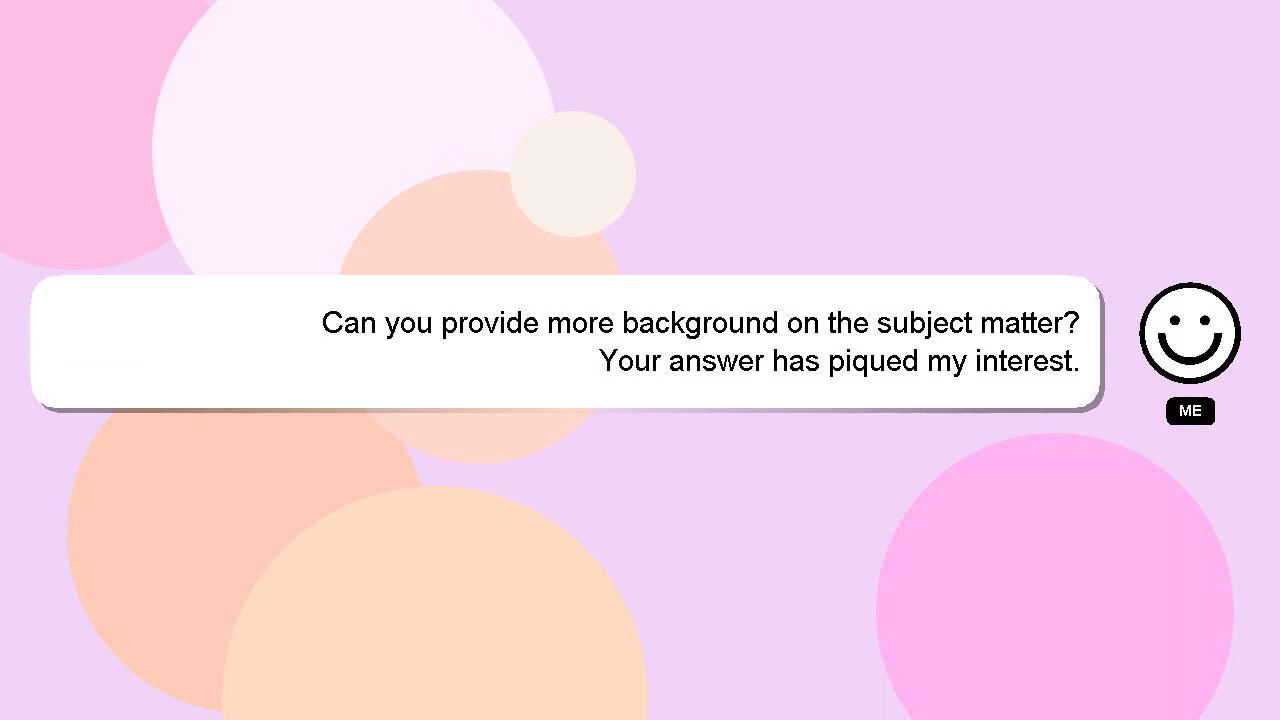 Can you provide more background on the subject matter?
Your answer has piqued my interest.
ME